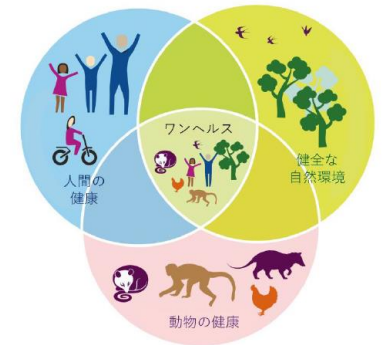 ワンヘルス
人間の
健康
健全な
自然環境
動物の健康